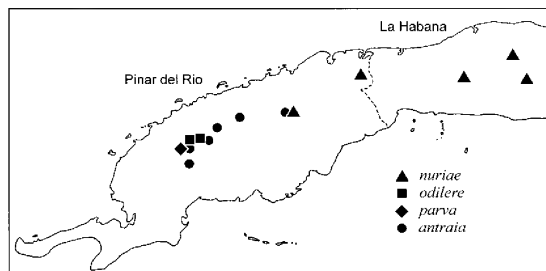 La Habana
Pinar del Rio
nuriae
odilere
parva
antraia